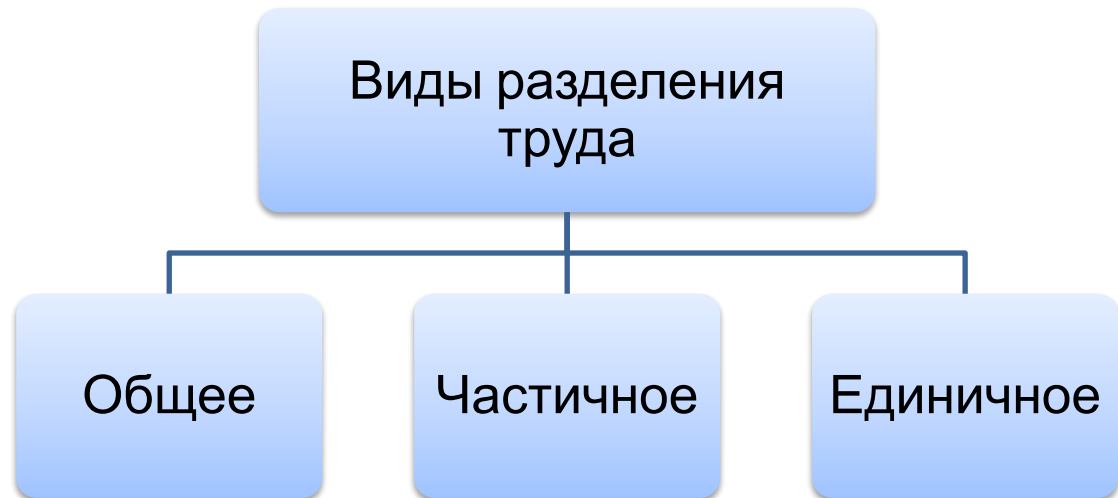 Виды разделения
труда
Общее
Частичное
Единичное